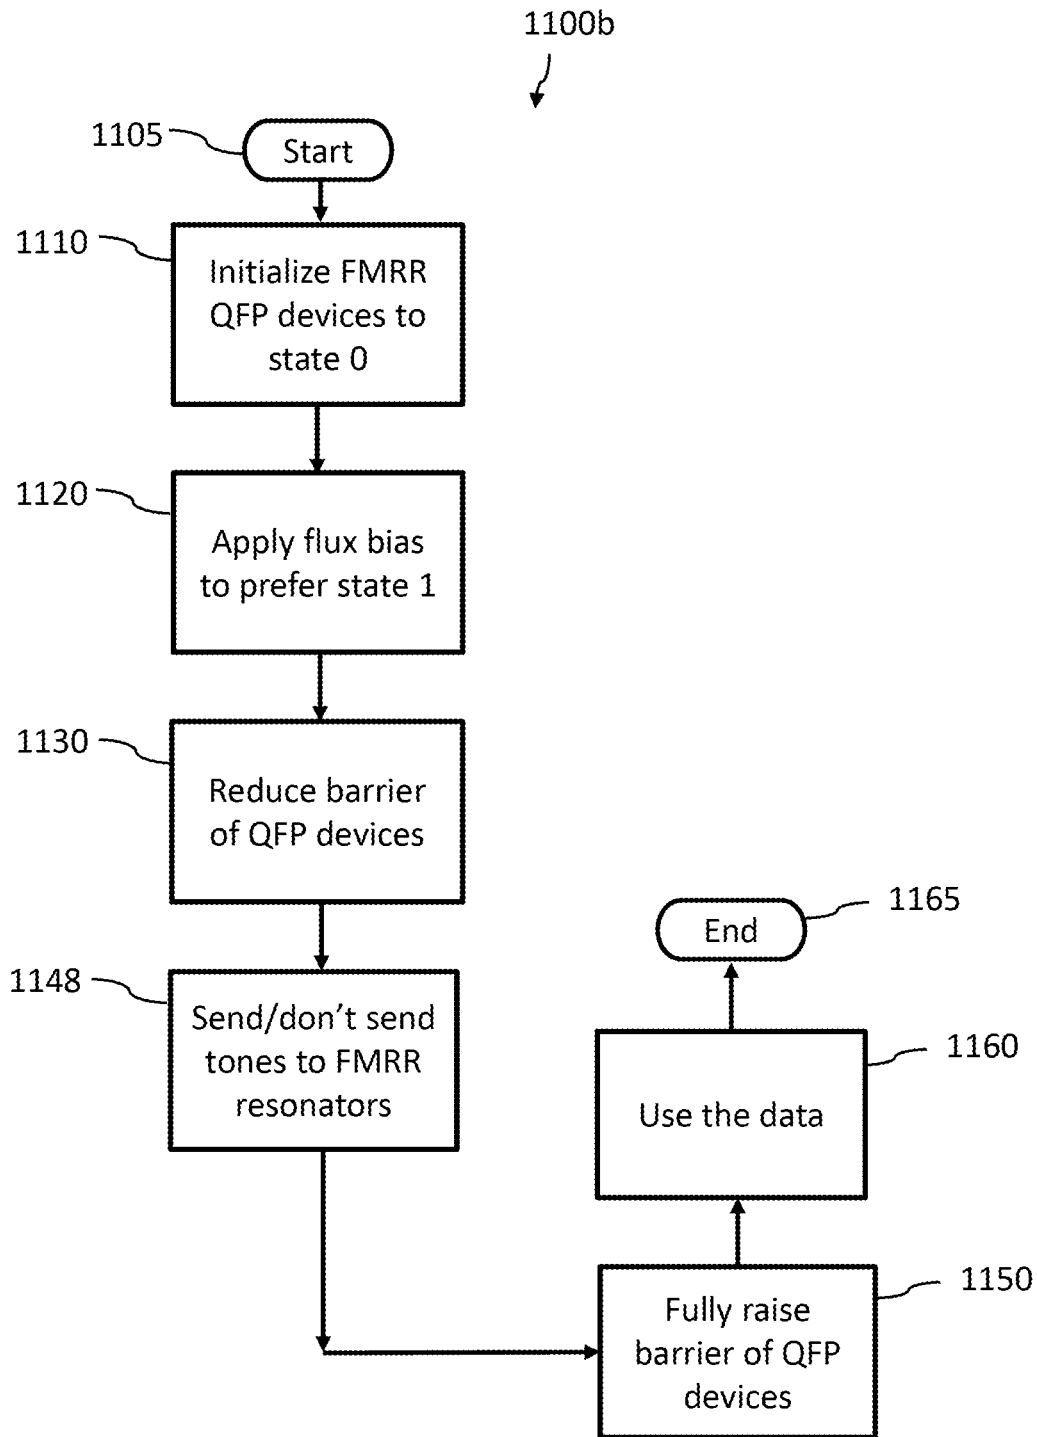 1100b
1105
Start
1110
Initialize FMRR
QFP devices to
state 0
1120
Apply flux bias
to prefer state 1
1130
Reduce barrier
of QFP devices
1148
Send/don't send
tones to FMRR
resonators
1165
End
1160
Use the data
1150
Fully raise
barrier of QFP
devices